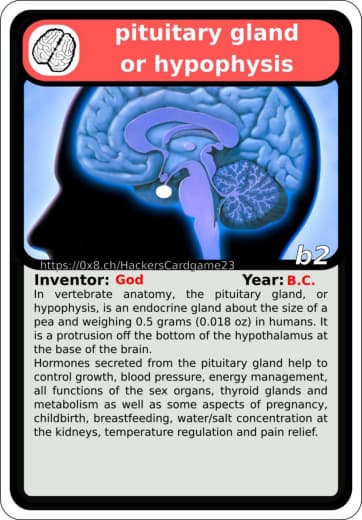 pituitary gland
or hypophysis
b2
https://0x8.ch/HackersCardgame23
Inventor: God Year: B.C.
In vertebrate anatomy, the pituitary gland, or
hypophysis, is an endocrine gland about the size of a
pea and weighing 0.5 grams (0.018 oz) in humans. It
is a protrusion off the bottom of the hypothalamus at
the base of the brain.
Hormones secreted from the pituitary gland help to
control growth, blood pressure, energy management,
all functions of the sex organs, thyroid glands and
metabolism as well as some aspects of pregnancy,
childbirth, breastfeeding, water/salt concentration at
the kidneys, temperature regulation and pain relief.